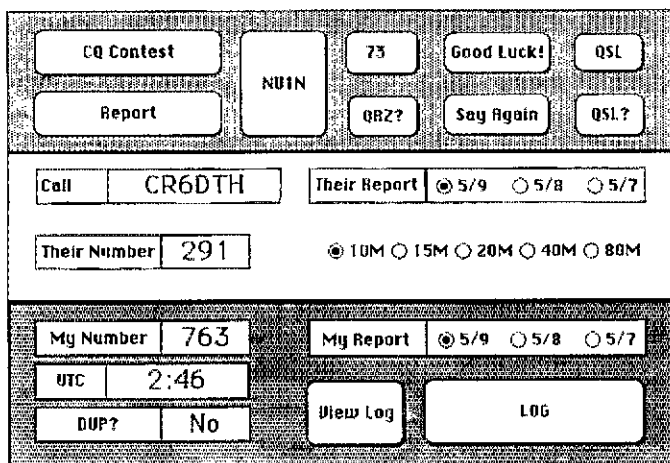 CQ Contest
NU1N
73
Good Luck!
QSL
Report
QRZ?
Say Again
QSL?
Call CR6DTH Their Report 5/9 5/8 5/7
Their Number 291 10M 15M 20M 40M 80M
My Number 763 My Report 5/9 5/8 5/7
UTC 2:46
DUP? No
View Log
LOG